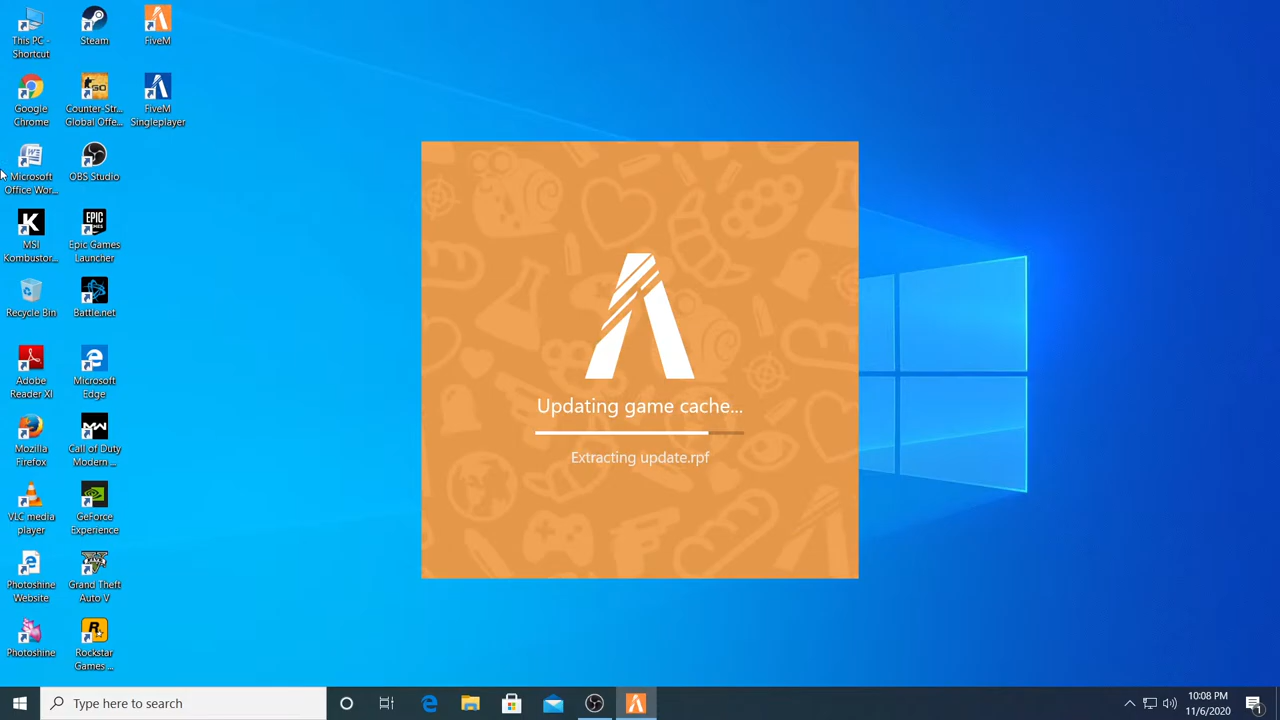 This PC -
Shortcut
Steam
FiveM
Google
Chrome
Counter-Str...
Global Offe...
FiveM
Singleplayer
Microsoft
Office Wor...
OBS Studio
MSI
Kombustor...
EPIC
GAMES
Epic Games
Launcher
Recycle Bin
Battle.net
Adobe
Reader XI
Microsoft
Edge
Mozilla
Firefox
Call of Duty
Modern ...
VLC media
player
GeForce
Experience
Photoshine
Website
Grand Theft
Auto V
Photoshine
Rockstar
Games ...
Updating game cache...
Extracting update.rpf
Type here to search
10:08 PM
11/6/2020
1